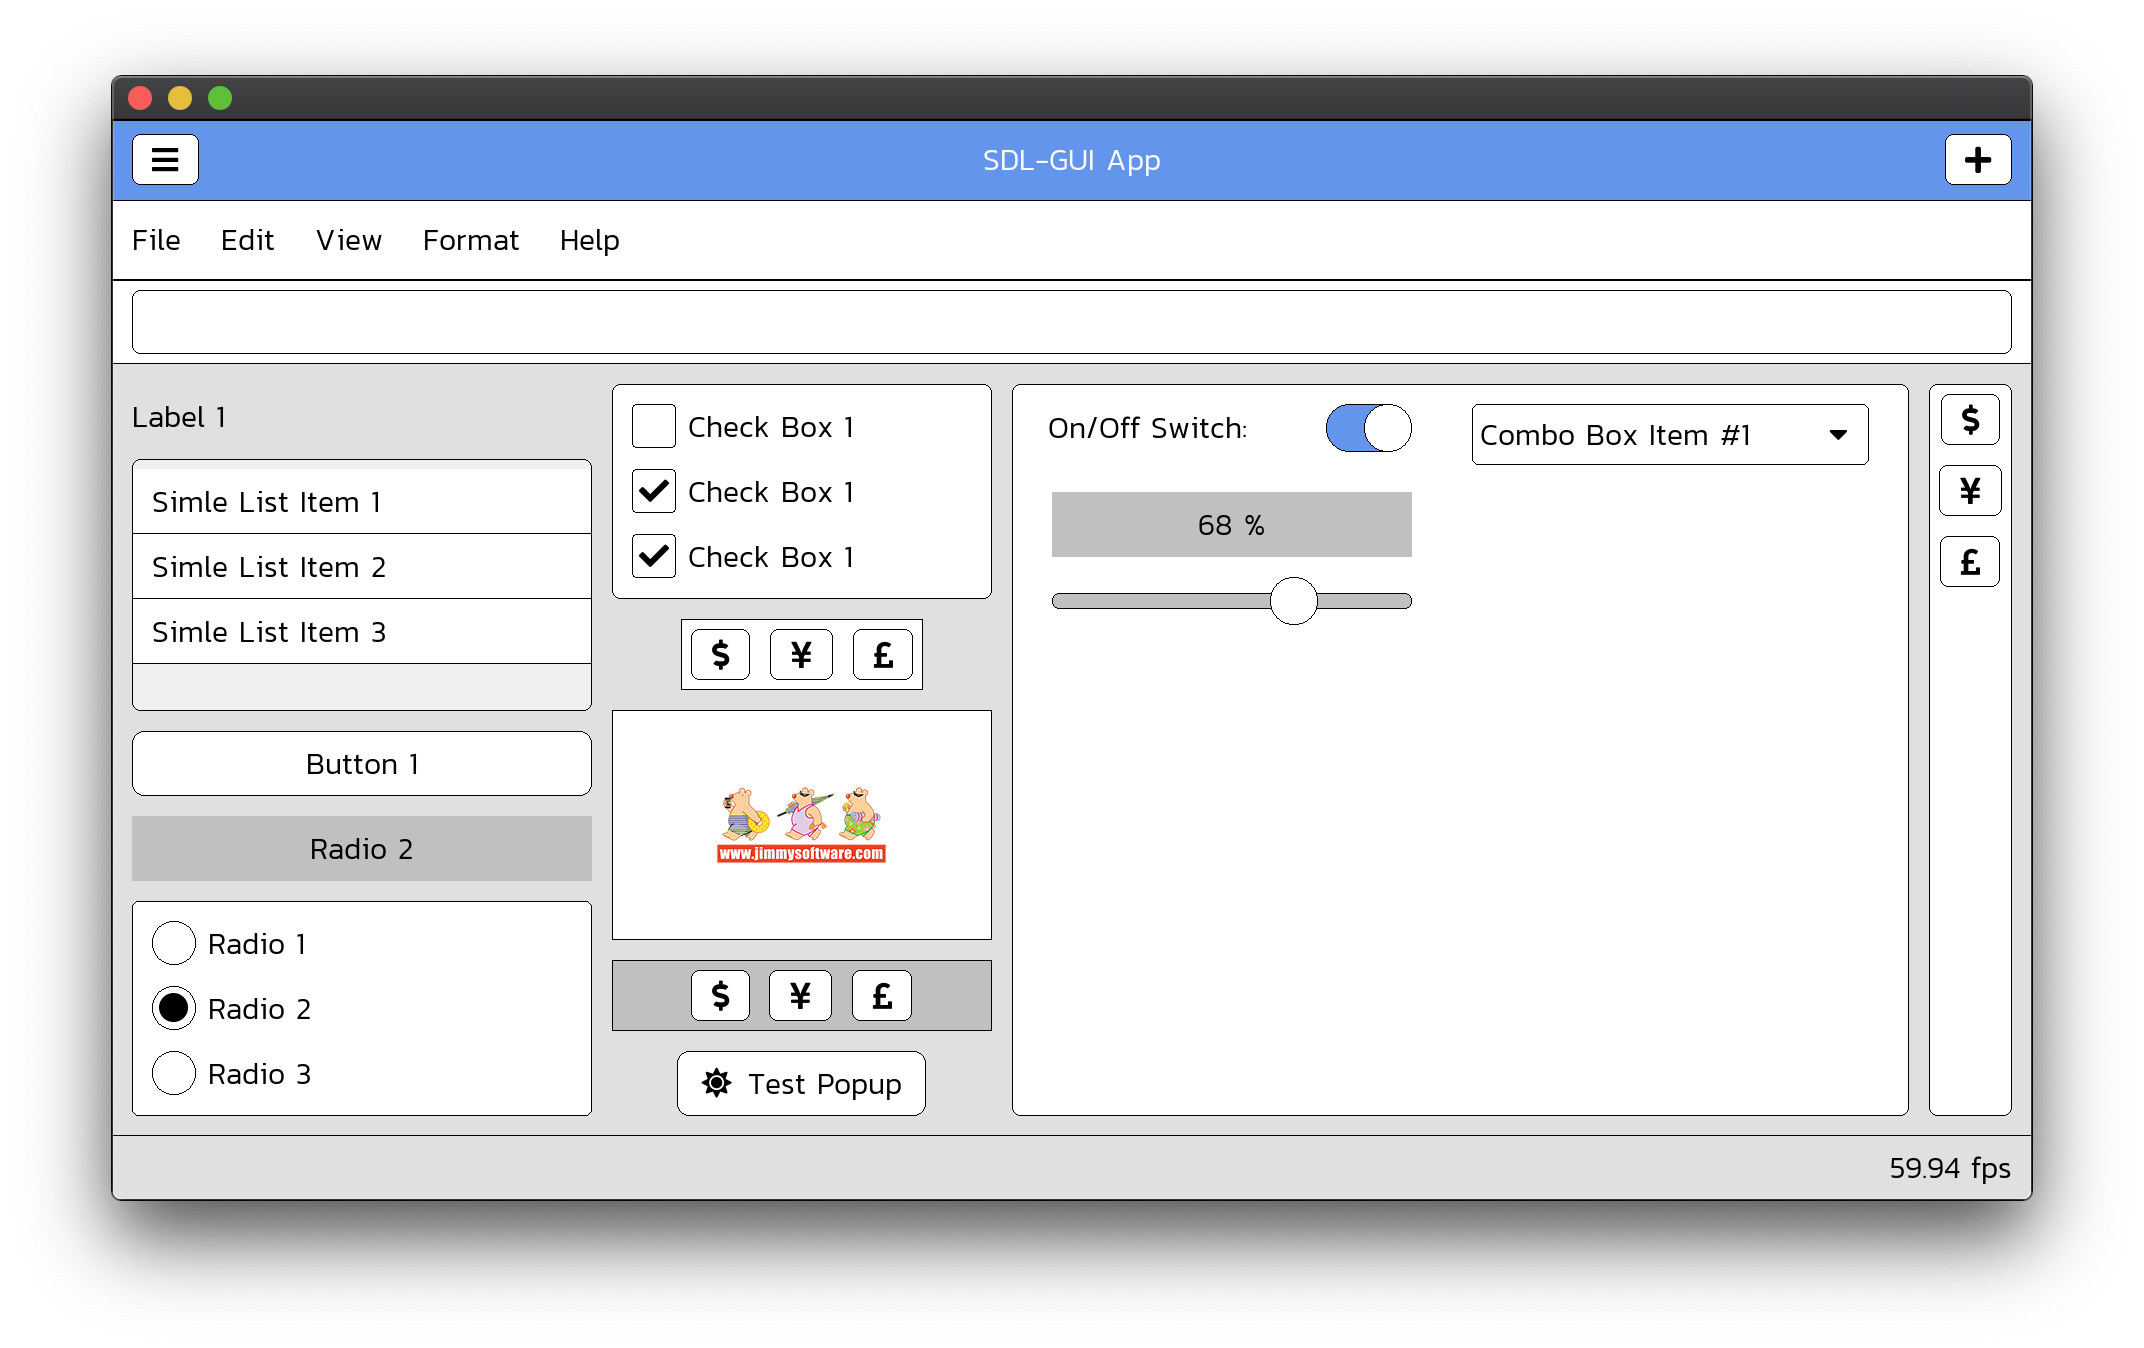 SDL-GUI App
File Edit View Format Help
Label 1
Simle List Item 1
Simle List Item 2
Simle List Item 3
Button 1
Radio 2
Radio 1
Radio 2
Radio 3
Check Box 1
Check Box 1
Check Box 1
$ ¥ £
www.jimmysoftware.com
$ ¥ £
Test Popup
On/Off Switch:
Combo Box Item #1
68 %
$
¥
£
59.94 fps